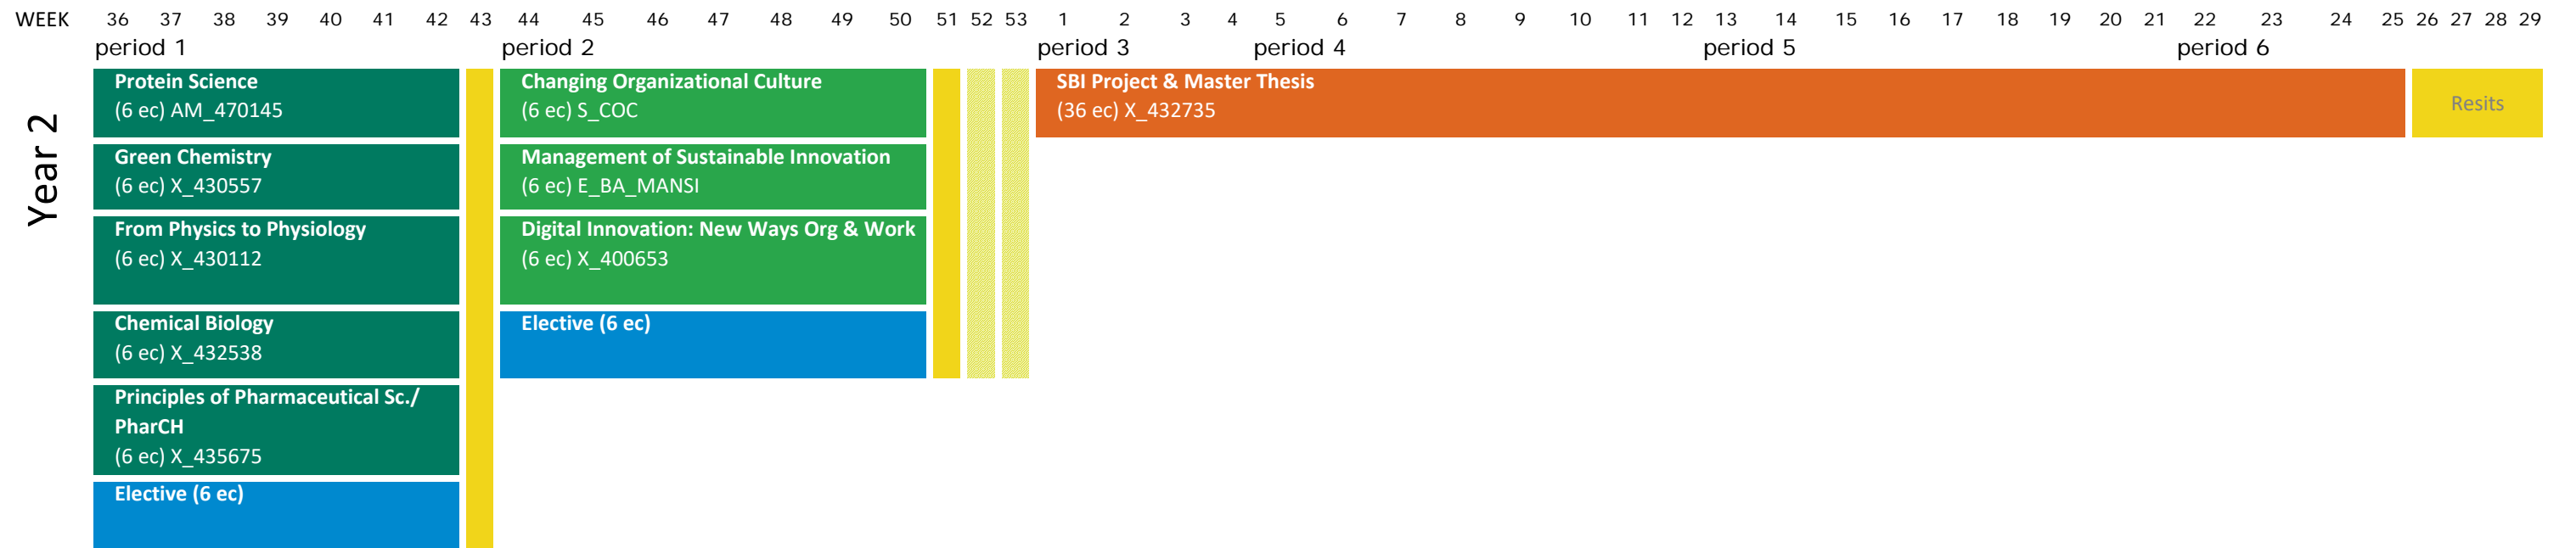 WEEK 36 37 38 39 40 41 42 43 44 45 46 47 48 49 50 51 52 53 1 2 3 4 5 6 7 8 9 10 11 12 13 14 15 16 17 18 19 20 21 22 23 24 25 26 27 28 29
period 1 period 2 period 3 period 4 period 5 period 6
Year 2
Protein Science
(6 ec) AM_470145
Green Chemistry
(6 ec) X_430557
From Physics to Physiology
(6 ec) X_430112
Chemical Biology
(6 ec) X_432538
Principles of Pharmaceutical Sc./
PharCH
(6 ec) X_435675
Elective (6 ec)
Changing Organizational Culture
(6 ec) S_COC
Management of Sustainable Innovation
(6 ec) E_BA_MANSI
Digital Innovation: New Ways Org & Work
(6 ec) X_400653
Elective (6 ec)
SBI Project & Master Thesis
(36 ec) X_432735
Resits